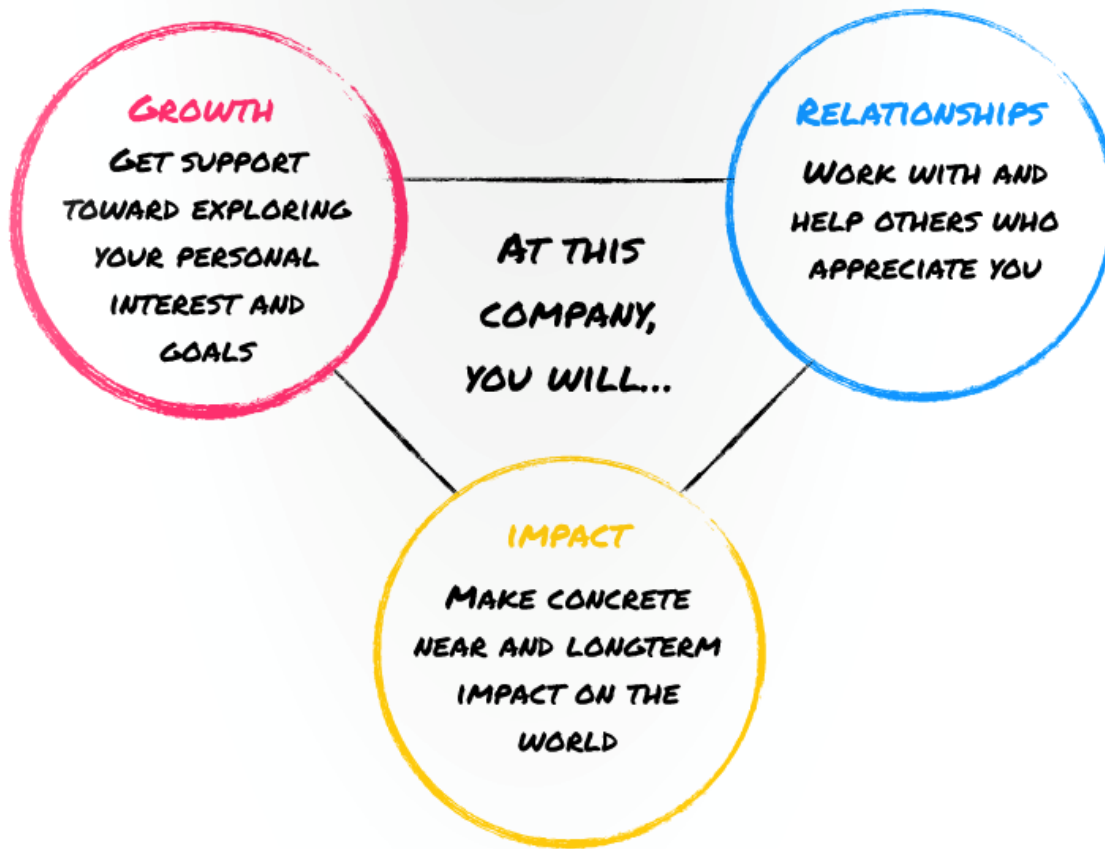 Growth
Get support
toward exploring
your personal
interest and
goals
Relationships
Work with and
help others who
appreciate you
At this
company,
you will...
impact
Make concrete
near and longterm
impact on the
world